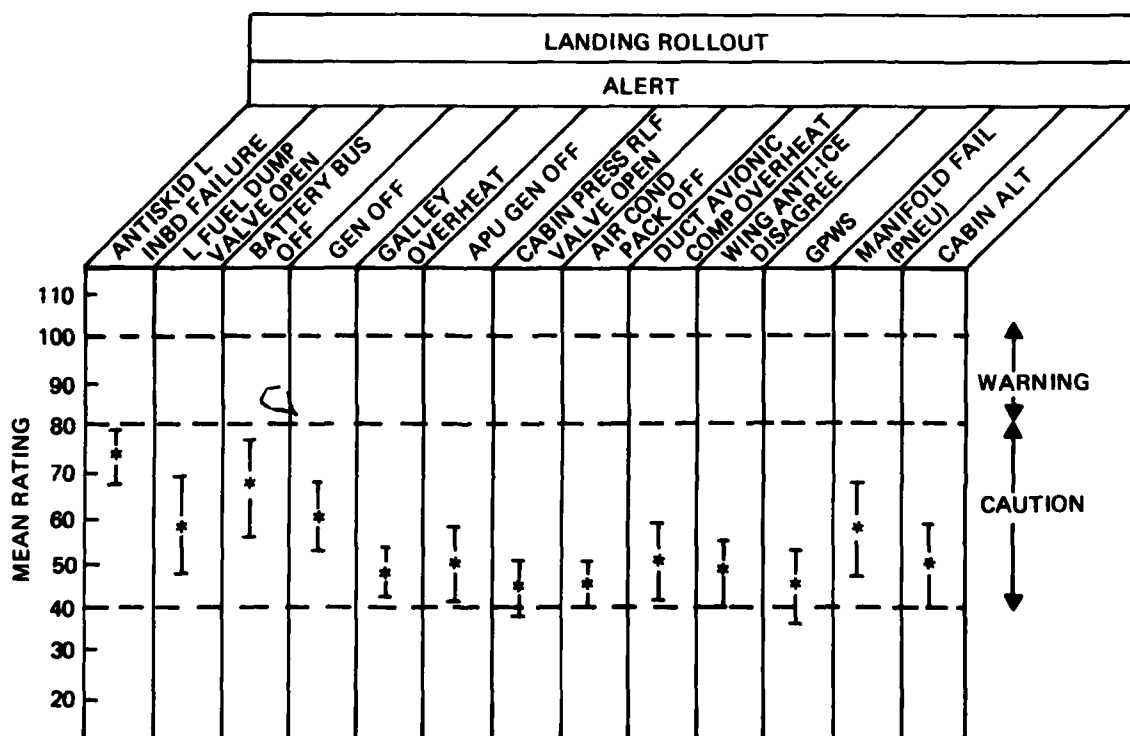 LANDING ROLLOUT
ALERT
ANTISKID L
INBD FAILURE
L FUEL DUMP
VALVE OPEN
BATTERY BUS
OFF
GEN OFF
GALLEY
OVERHEAT
APU GEN OFF
CABIN PRESS RLF
VALVE OPEN
AIR COND
PACK OFF
DUCT AVIONIC
COMP OVERHEAT
WING ANTI-ICE
DISAGREE
GPWS
MANIFOLD FAIL
(PNEU)
CABIN ALT
MEAN RATING
110
100
90
80
70
60
50
40
30
20
WARNING
CAUTION